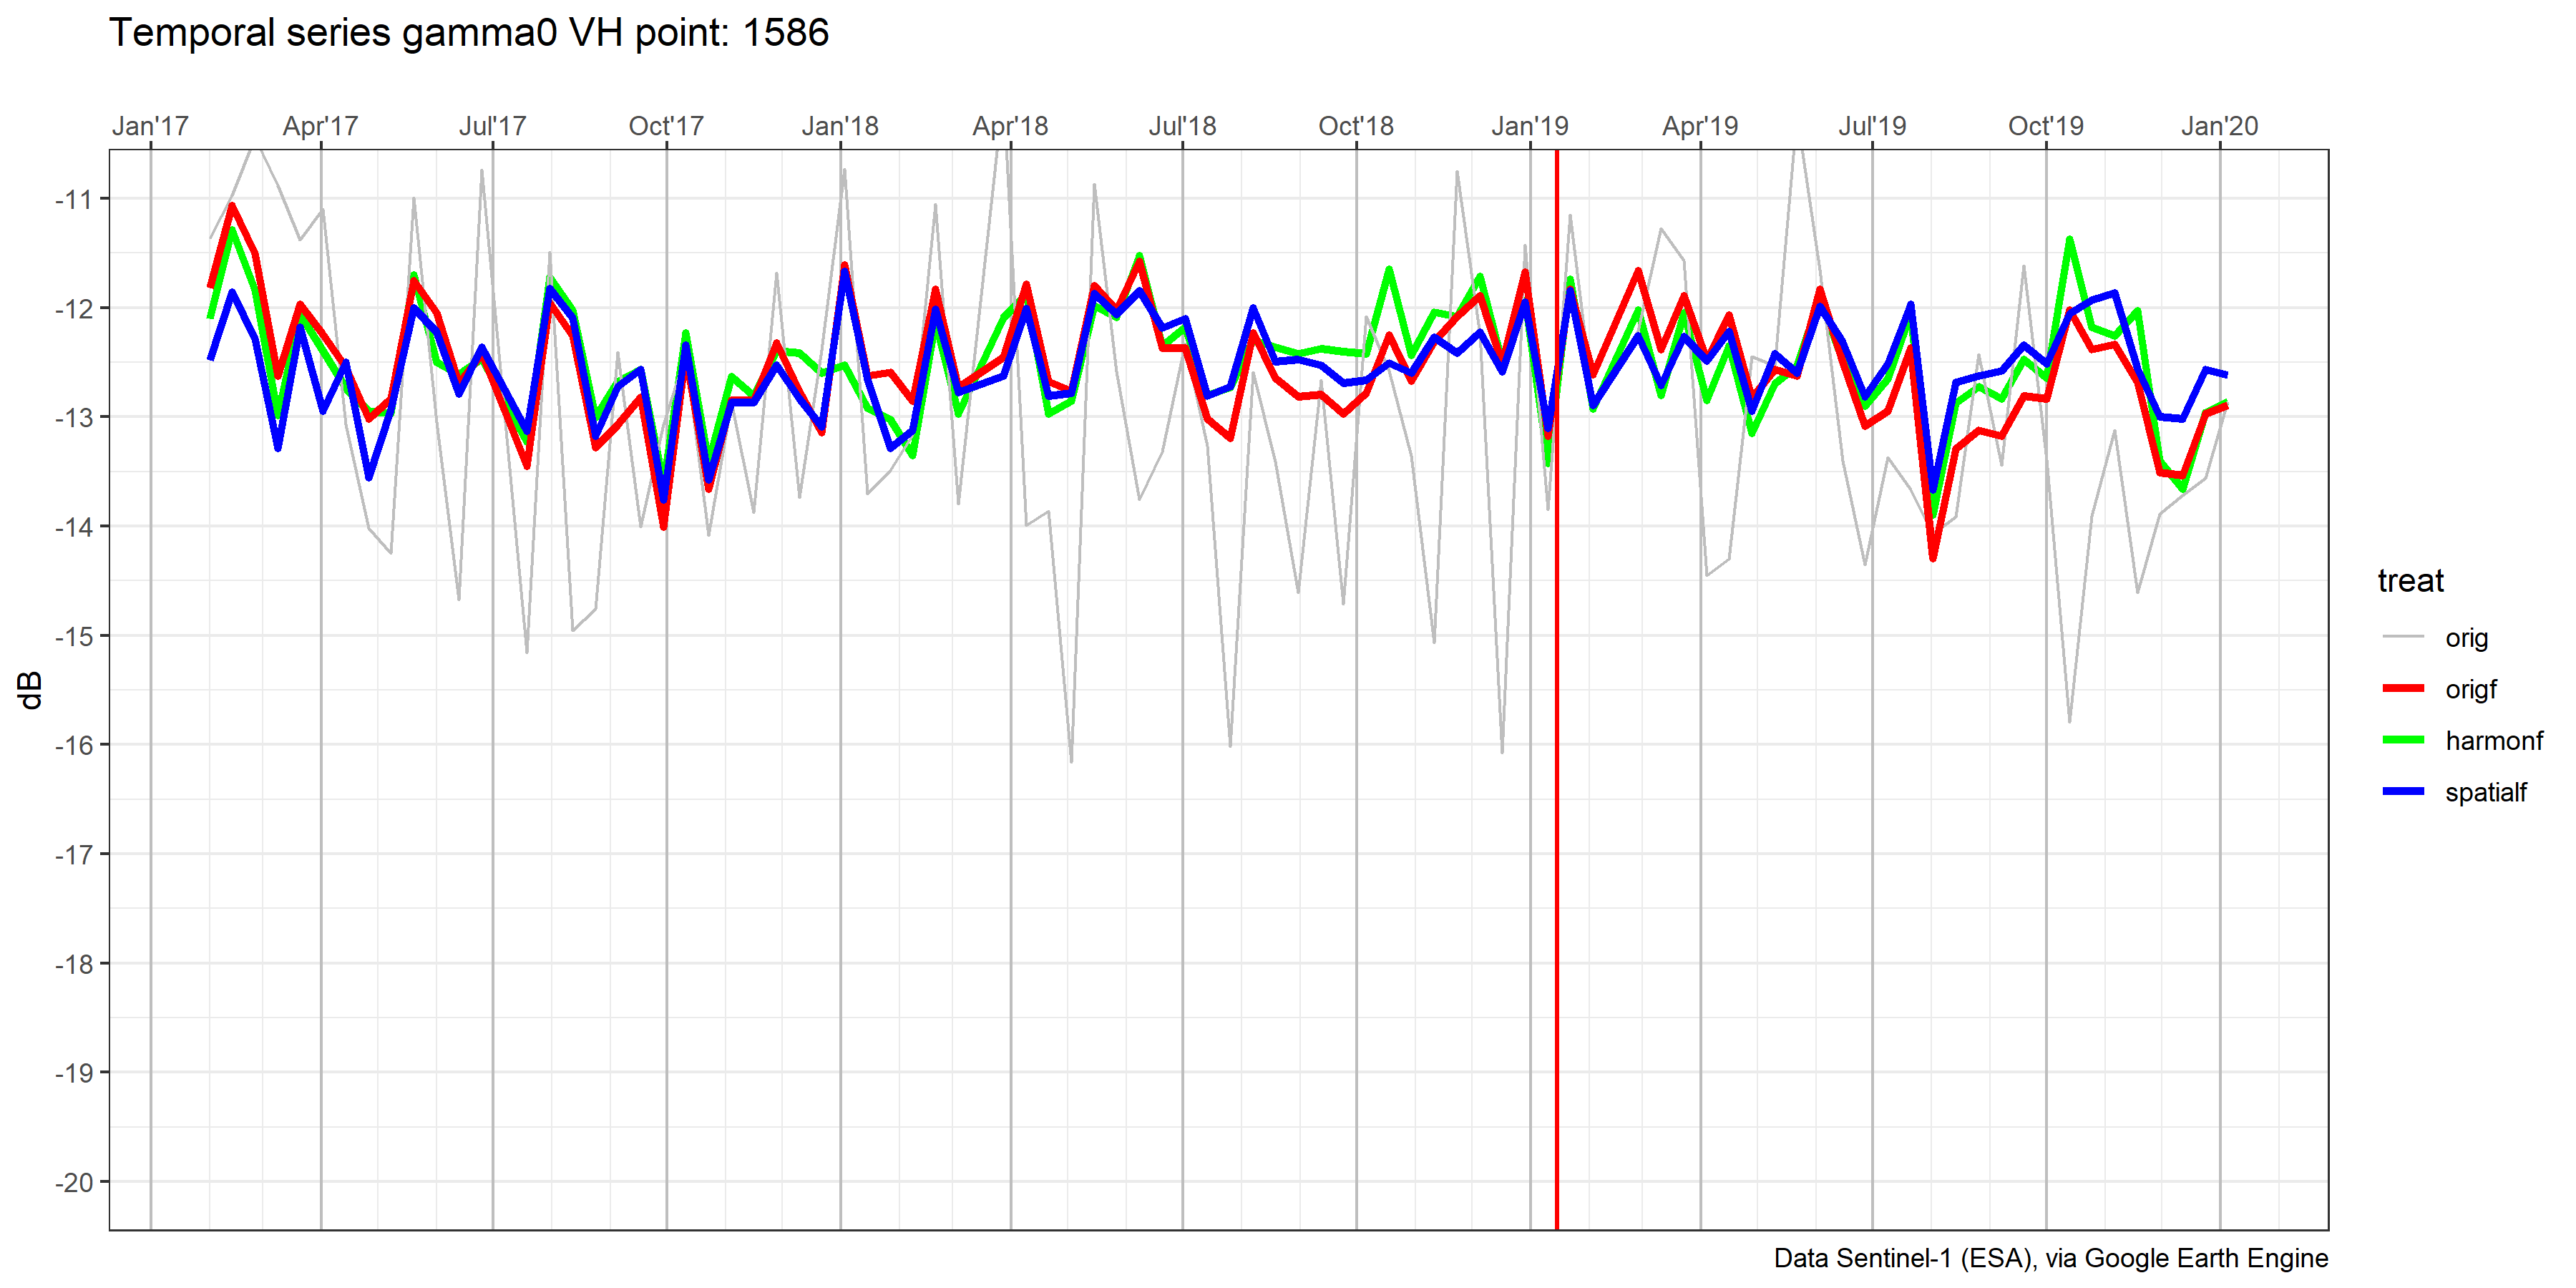 Temporal series gamma0 VH point: 1586
Jan'17 Apr'17 Jul'17 Oct'17 Jan'18 Apr'18 Jul'18 Oct'18 Jan'19 Apr'19 Jul'19 Oct'19 Jan'20
-11
-12
-13
-14
-15
-16
-17
-18
-19
-20
dB
treat
orig
origf
harmonf
spatialf
Data Sentinel-1 (ESA), via Google Earth Engine